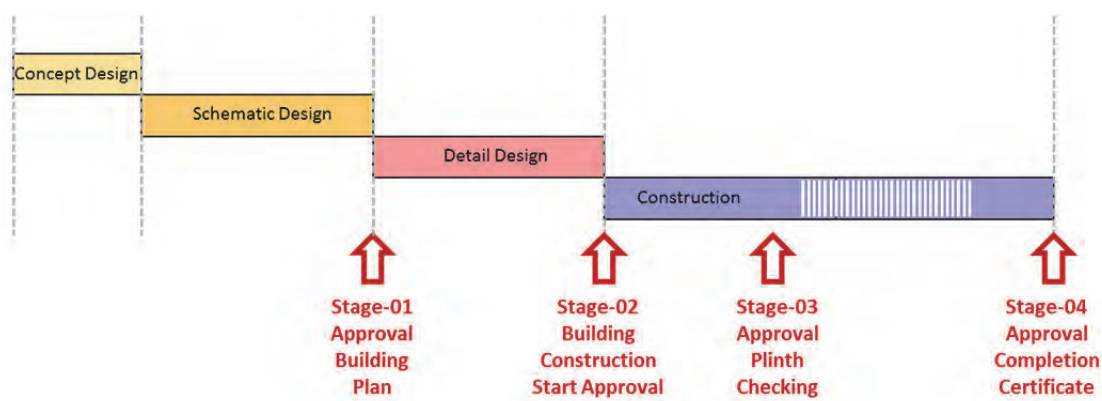 Concept Design
Schematic Design
Detail Design
Construction
Stage-01
Approval
Building
Plan
Stage-02
Building
Construction
Start Approval
Stage-03
Approval
Plinth
Checking
Stage-04
Approval
Completion
Certificate